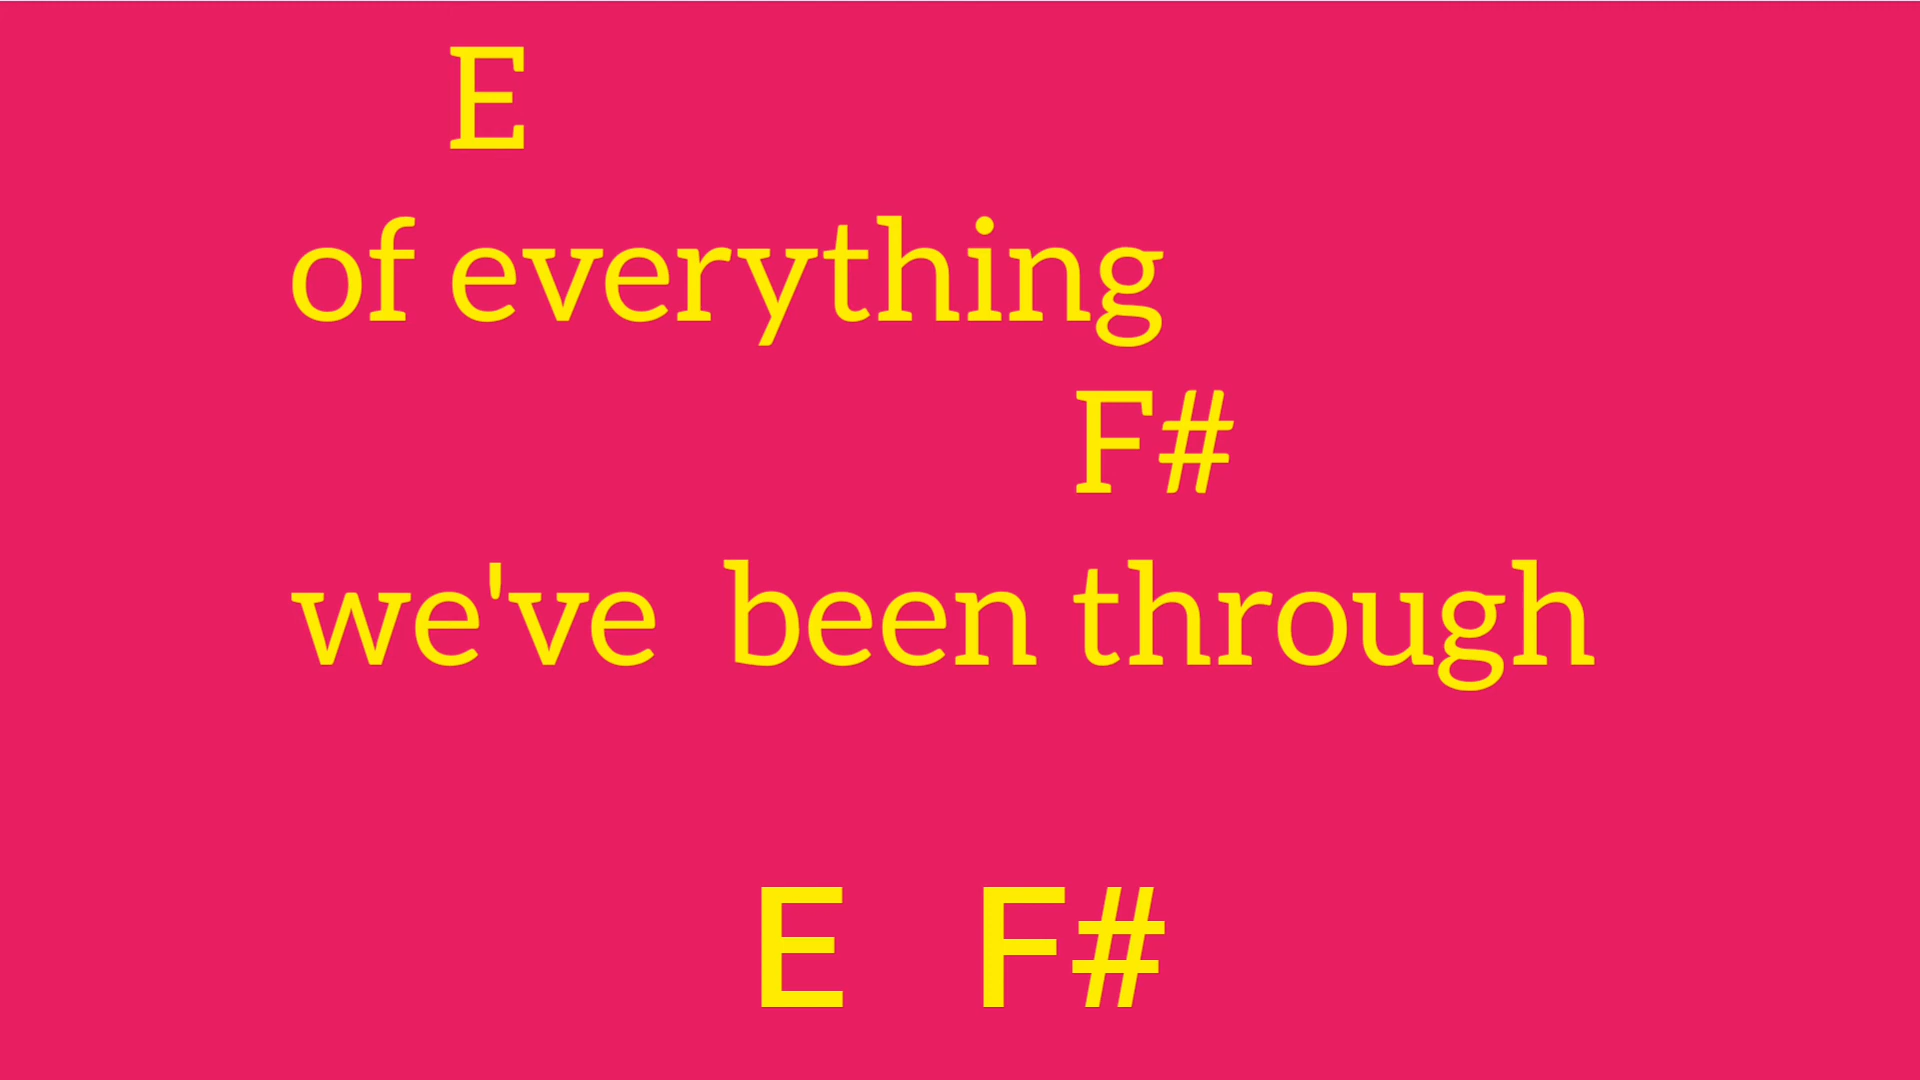 E
of everything
F#
we've  been through
E  F#